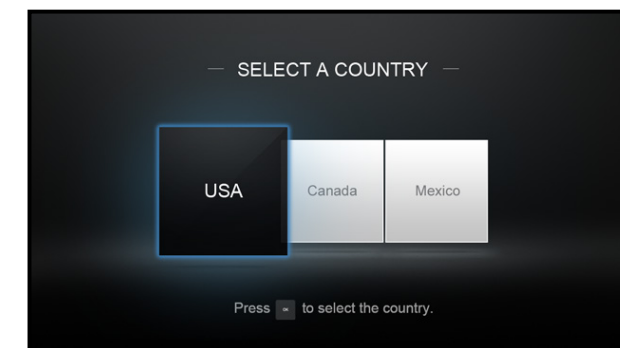 SELECT A COUNTRY
USA
Canada
Mexico
Press to select the country.